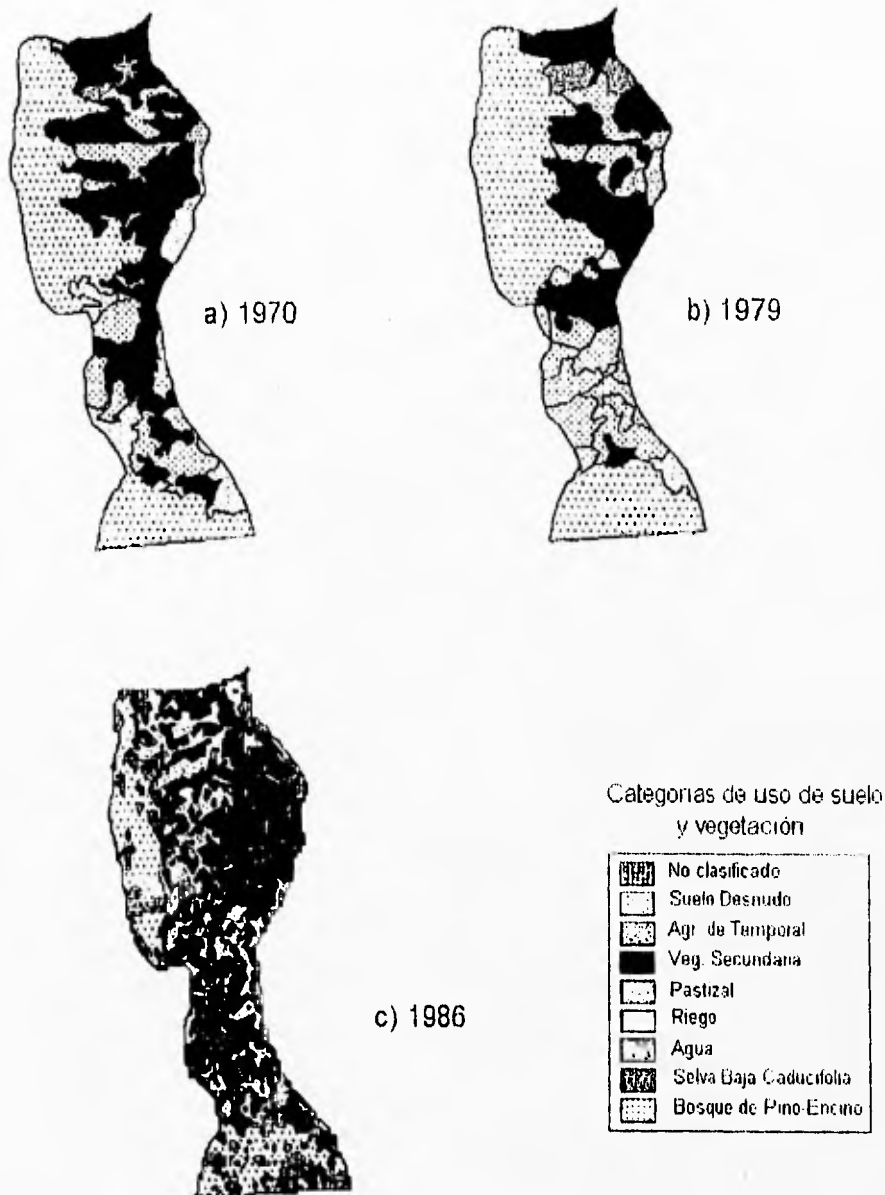 a) 1970
b) 1979
c) 1986
Categorias de uso de suelo
y vegetación
No clasificado
Suelo Desnudo
Agr. de Temporal
Veg. Secundaria
Pastizal
Riego
Agua
Selva Baja Caducifolia
Bosque de Pino-Encino